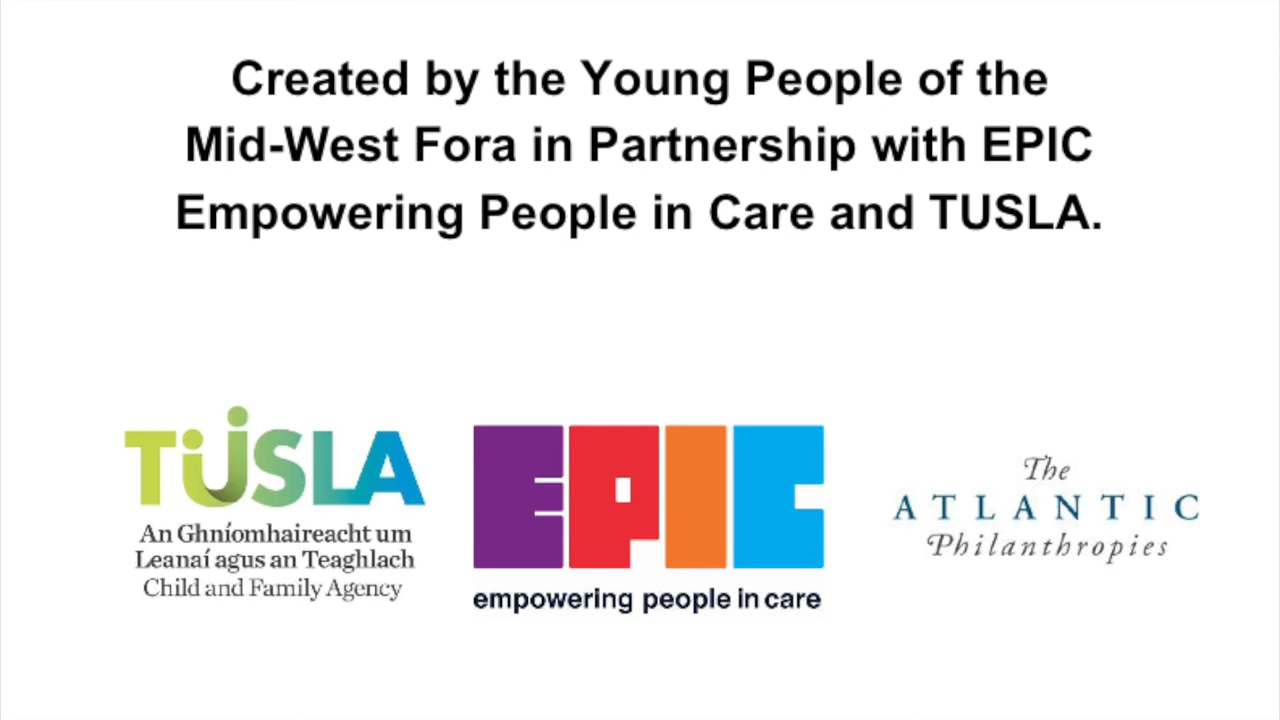 Created by the Young People of the
Mid-West Fora in Partnership with EPIC
Empowering People in Care and TUSLA.
TUSLA
An Ghníomhaireacht um
Leanaí agus an Teaghlach
Child and Family Agency
EPIC
empowering people in care
The
ATLANTIC
Philanthropies